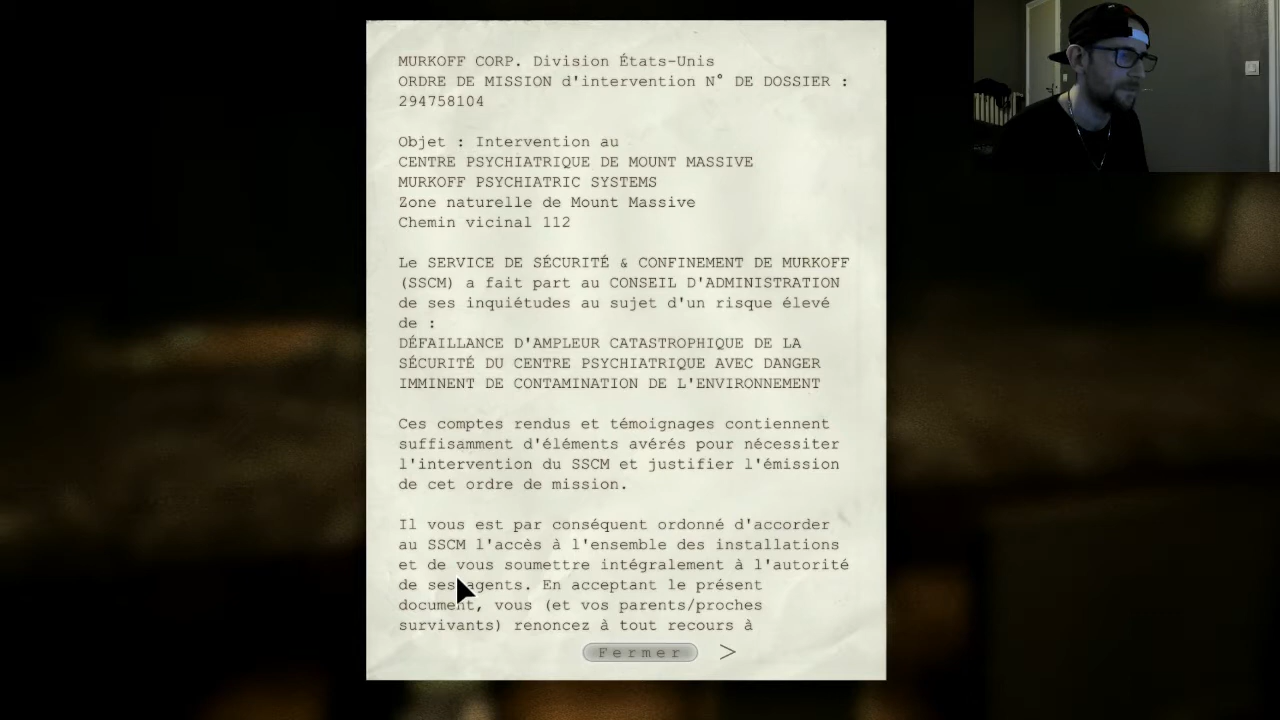 MURKOFF CORP. Division États-Unis
ORDRE DE MISSION d'intervention N° DE DOSSIER :
294758104
Objet : Intervention au
CENTRE PSYCHIATRIQUE DE MOUNT MASSIVE
MURKOFF PSYCHIATRIC SYSTEMS
Zone naturelle de Mount Massive
Chemin vicinal 112
Le SERVICE DE SÉCURITÉ & CONFINEMENT DE MURKOFF
(SSCM) a fait part au CONSEIL D'ADMINISTRATION
de ses inquiétudes au sujet d'un risque élevé
de :
DÉFAILLANCE D'AMPLEUR CATASTROPHIQUE DE LA
SÉCURITÉ DU CENTRE PSYCHIATRIQUE AVEC DANGER
IMMINENT DE CONTAMINATION DE L'ENVIRONNEMENT
Ces comptes rendus et témoignages contiennent
suffisamment d'éléments avérés pour nécessiter
l'intervention du SSCM et justifier l'émission
de cet ordre de mission.
Il vous est par conséquent ordonné d'accorder
au SSCM l'accès à l'ensemble des installations
et de vous soumettre intégralement à l'autorité
de ses agents. En acceptant le présent
document, vous (et vos parents/proches
survivants) renoncez à tout recours à
Fermer >